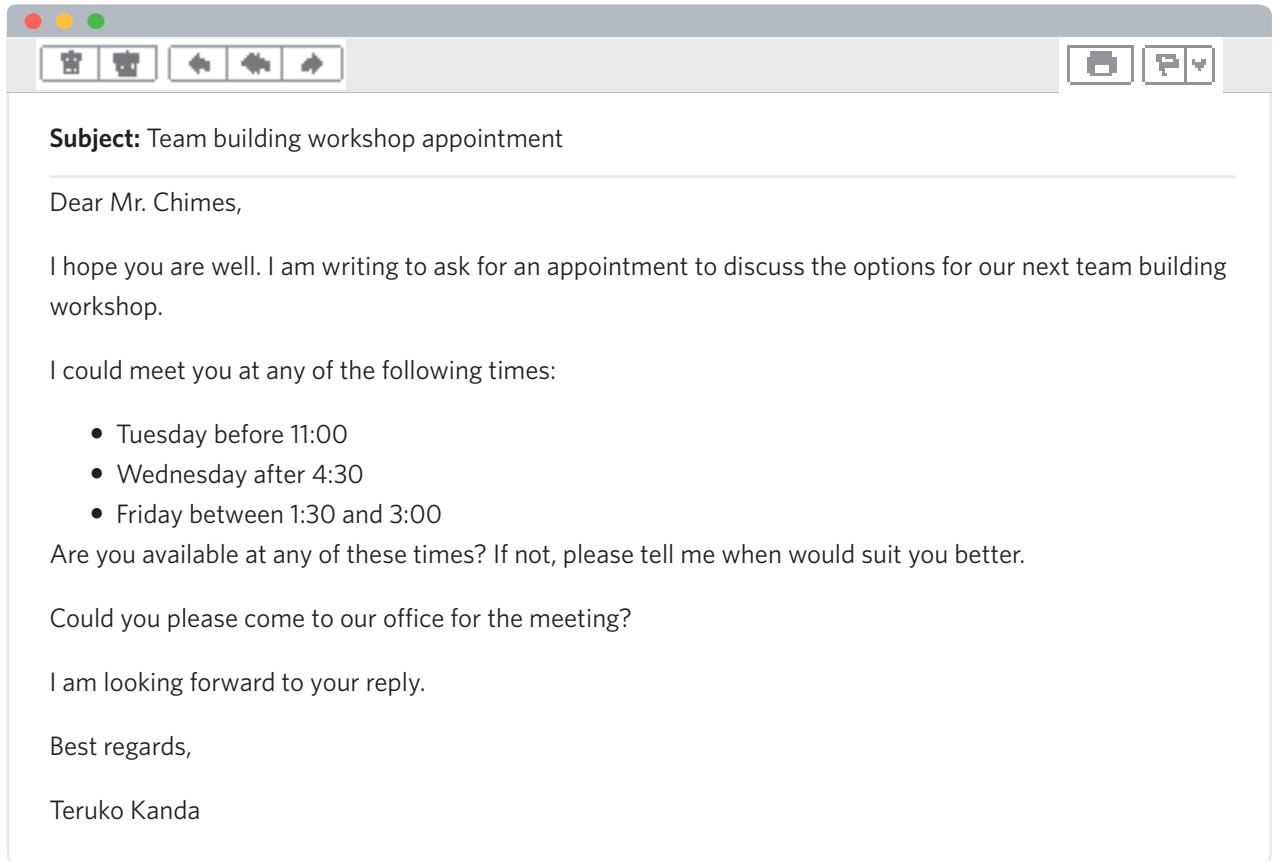 Subject: Team building workshop appointment
Dear Mr. Chimes,
I hope you are well. I am writing to ask for an appointment to discuss the options for our next team building
workshop.
I could meet you at any of the following times:
• Tuesday before 11:00
• Wednesday after 4:30
• Friday between 1:30 and 3:00
Are you available at any of these times? If not, please tell me when would suit you better.
Could you please come to our office for the meeting?
I am looking forward to your reply.
Best regards,
Teruko Kanda